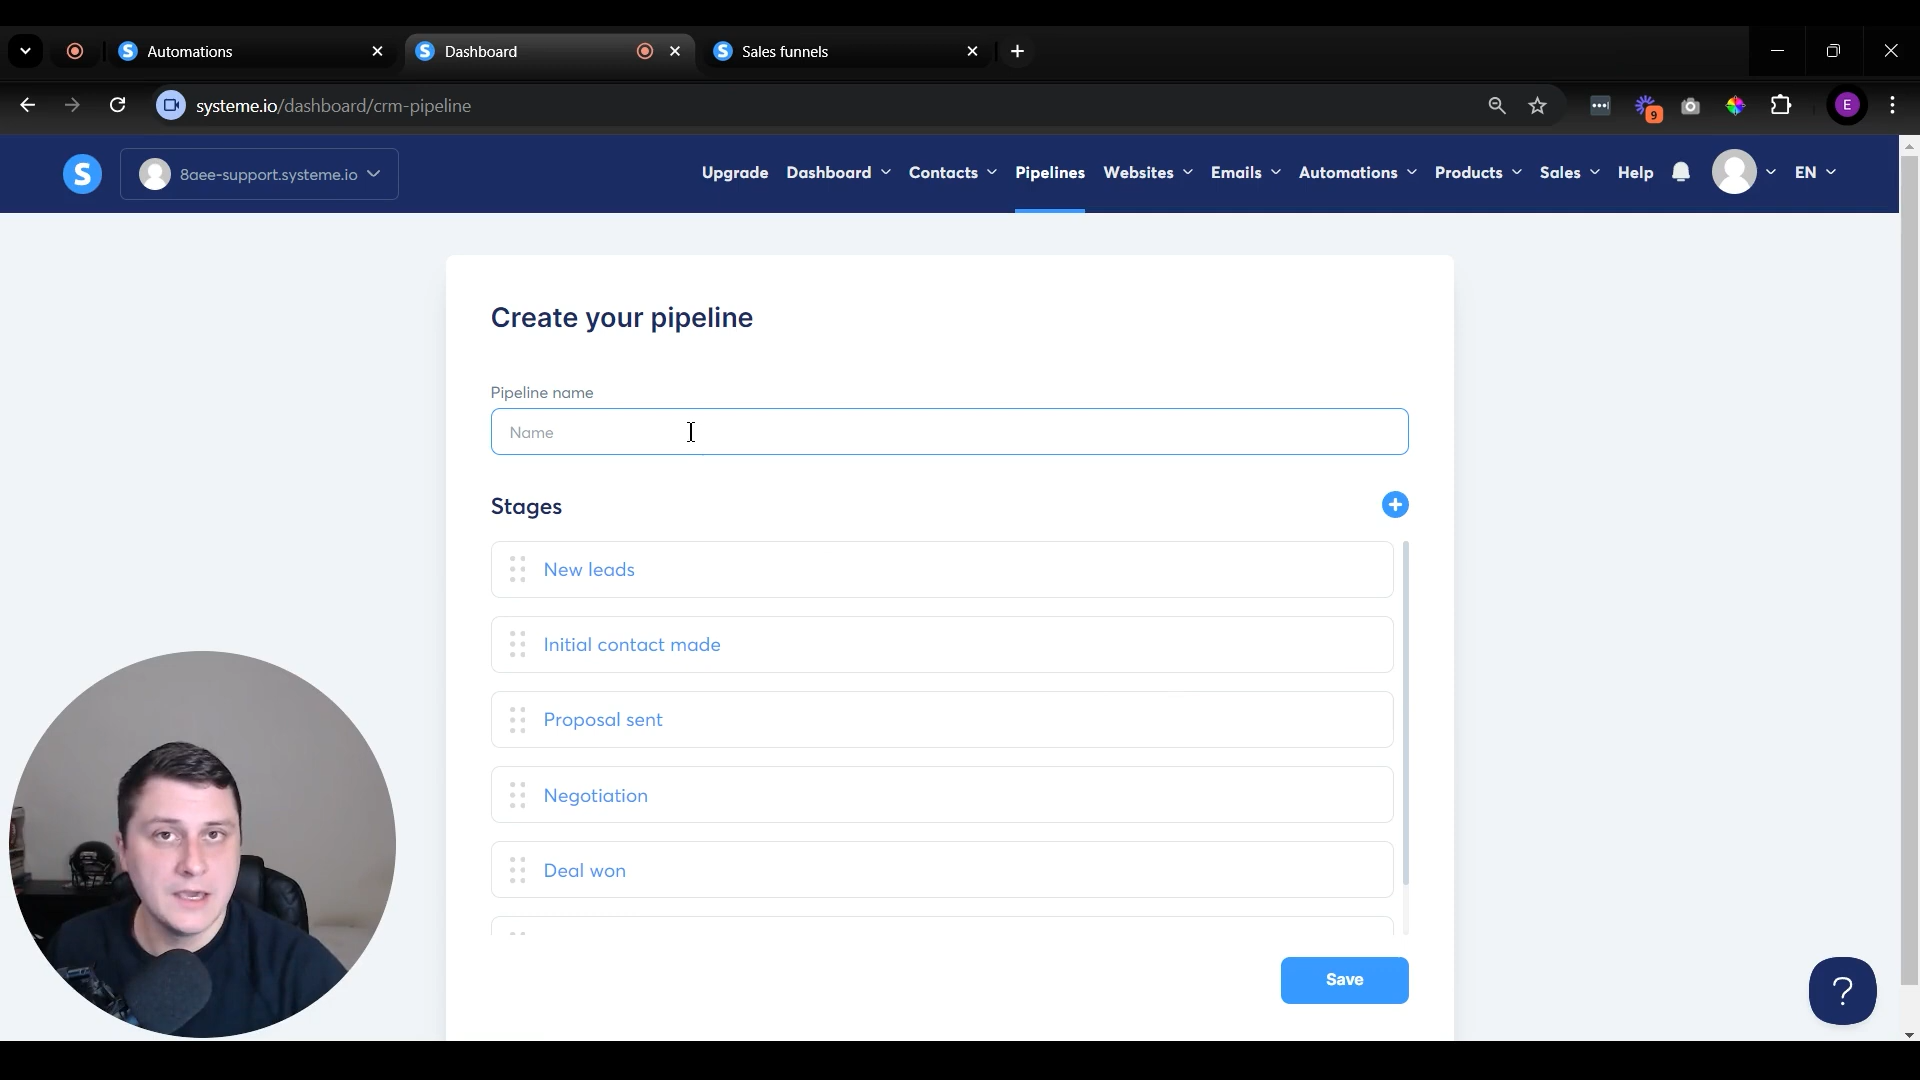 Automations
Dashboard
Sales funnels
systeme.io/dashboard/crm-pipeline
9
E
S
8aee-support.systeme.io
Upgrade
Dashboard
Contacts
Pipelines
Websites
Emails
Automations
Products
Sales
Help
EN
Create your pipeline
Pipeline name
Name
Stages
New leads
Initial contact made
Proposal sent
Negotiation
Deal won
Save
?